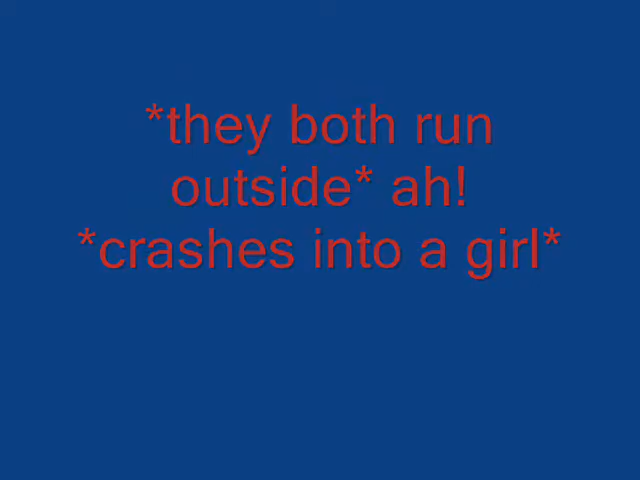 *they both run
outside* ah!
*crashes into a girl*